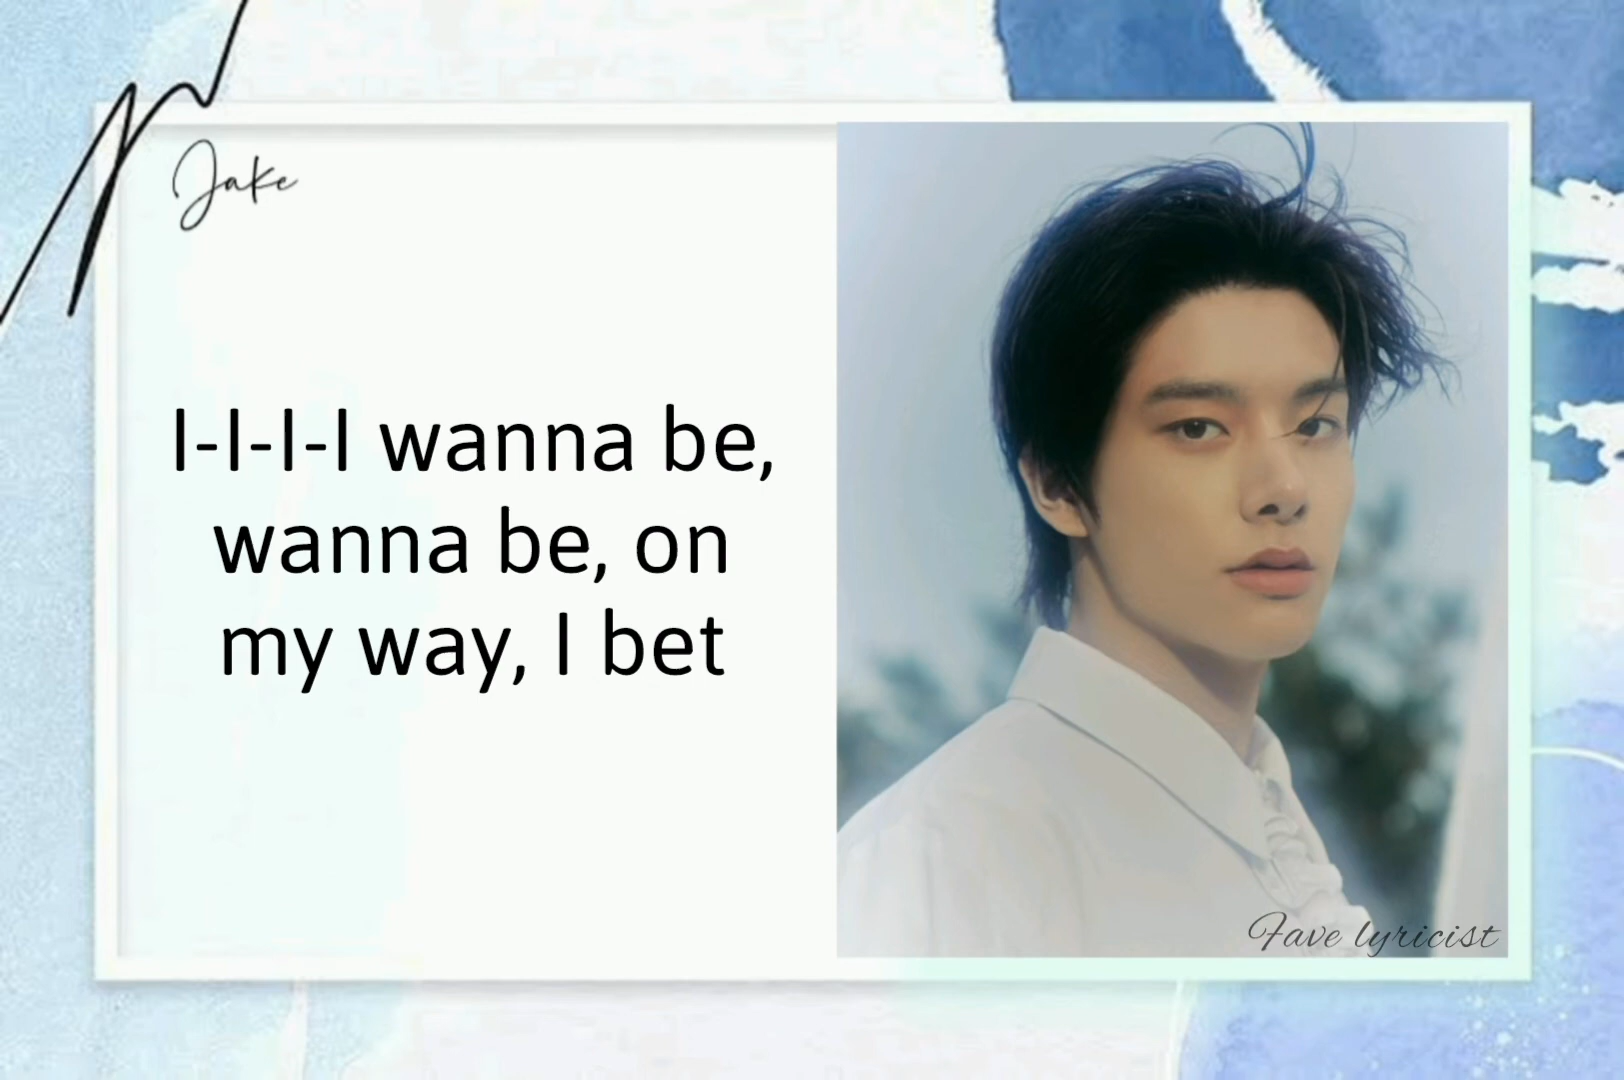 Jake
I-I-I-I wanna be,
wanna be, on
my way, I bet
Fave lyricist